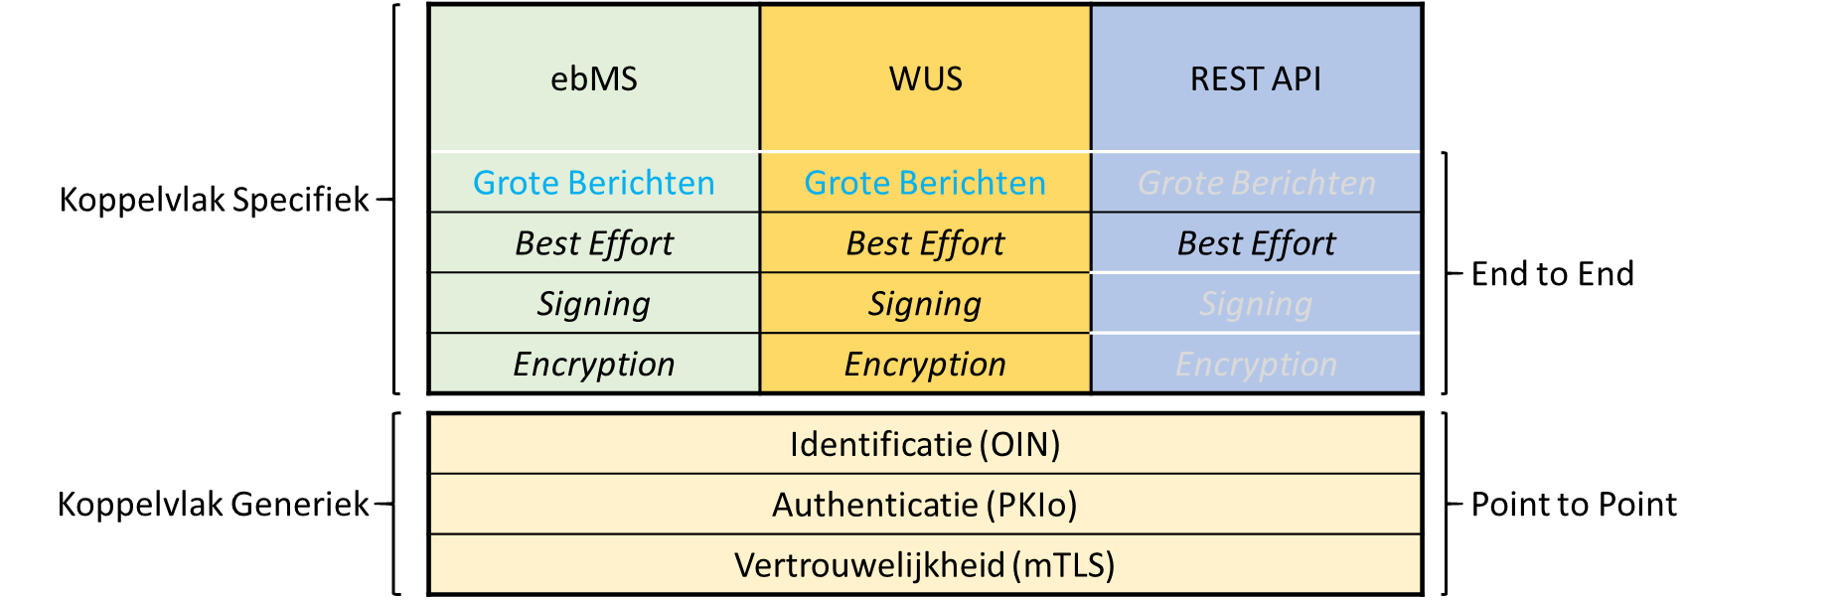 ebMS WUS REST API
Grote Berichten Grote Berichten Grote Berichten
Koppelvlak Specifiek
Best Effort Best Effort Best Effort
End to End
Signing Signing Signing
Encryption Encryption Encryption
Identificatie (OIN)
Koppelvlak Generiek
Authenticatie (PKIo)
Point to Point
Vertrouwelijkheid (mTLS)